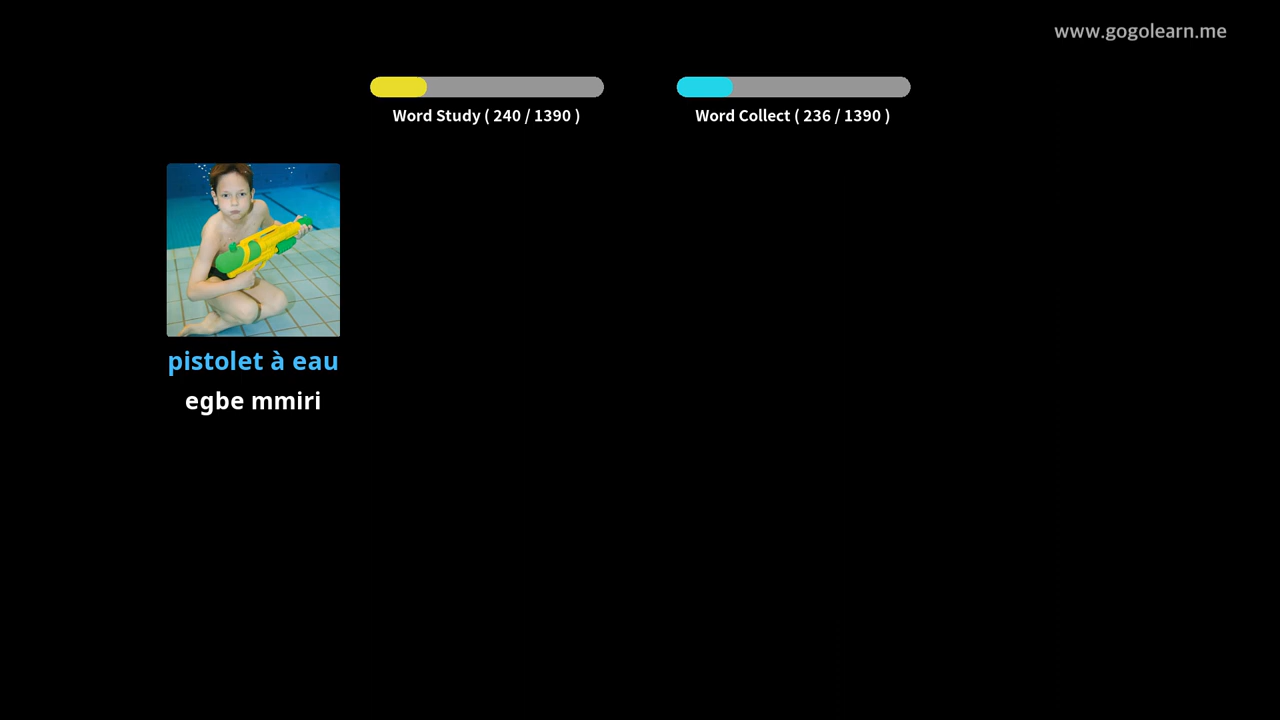 www.gogolearn.me
Word Study ( 240 / 1390 )
Word Collect ( 236 / 1390 )
pistolet à eau
egbe mmiri